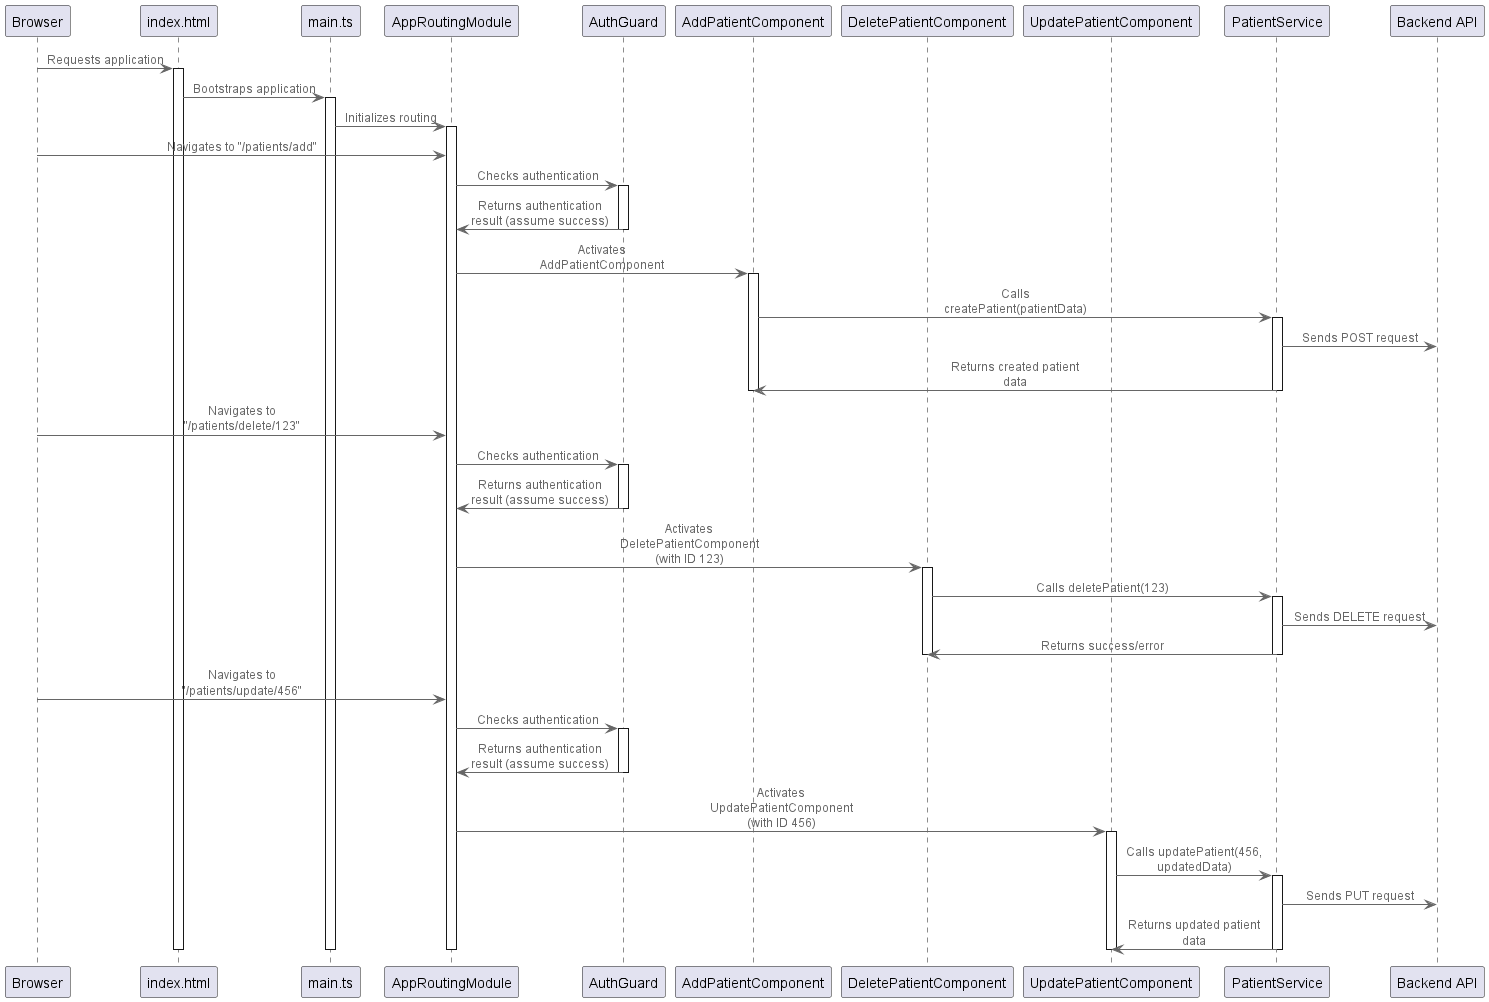 Browser
index.html
main.ts
AppRoutingModule
AuthGuard
AddPatientComponent
DeletePatientComponent
UpdatePatientComponent
PatientService
Backend API
Requests application
Bootstraps application
Initializes routing
Navigates to "/patients/add"
Checks authentication
Returns authentication
result (assume success)
Activates
AddPatientComponent
Calls
createPatient(patientData)
Sends POST request
Returns created patient
data
Navigates to
"/patients/delete/123"
Checks authentication
Returns authentication
result (assume success)
Activates
DeletePatientComponent
(with ID 123)
Calls deletePatient(123)
Sends DELETE request
Returns success/error
Navigates to
"/patients/update/456"
Checks authentication
Returns authentication
result (assume success)
Activates
UpdatePatientComponent
(with ID 456)
Calls updatePatient(456,
updatedData)
Sends PUT request
Returns updated patient
data
Browser
index.html
main.ts
AppRoutingModule
AuthGuard
AddPatientComponent
DeletePatientComponent
UpdatePatientComponent
PatientService
Backend API